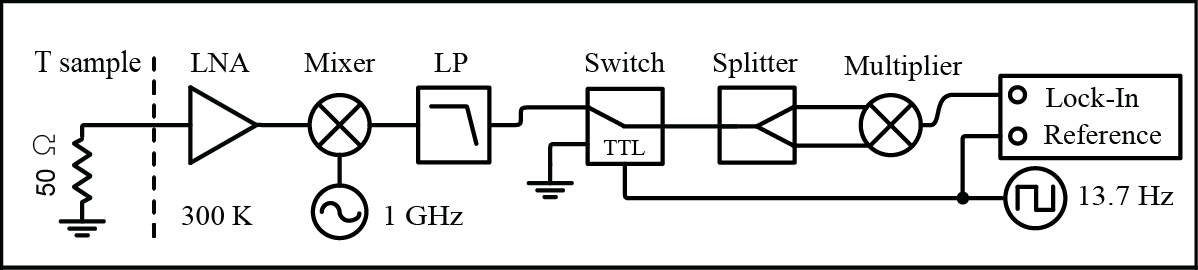 T sample
LNA
Mixer
LP
Switch
Splitter
Multiplier
Lock-In
Reference
TTL
50 Ω
300 K
1 GHz
13.7 Hz